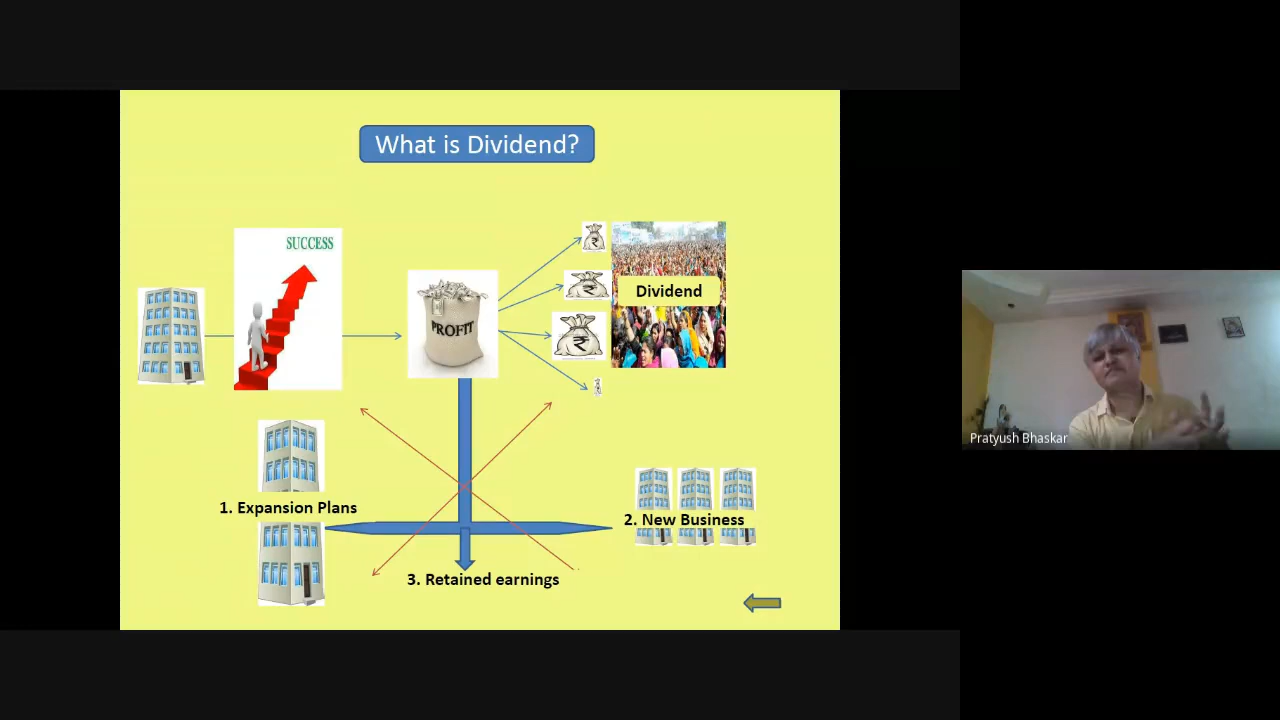 What is Dividend?
SUCCESS
PROFIT
₹
₹
₹
Dividend
1. Expansion Plans
2. New Business
3. Retained earnings
Pratyush Bhaskar